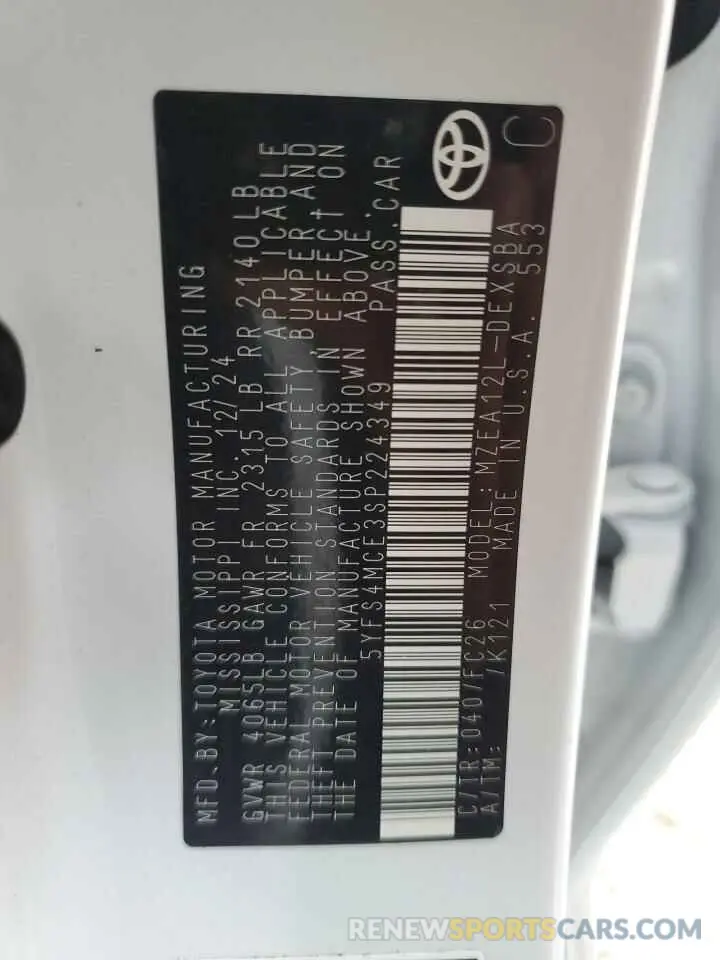 MFD. BY: TOYOTA MOTOR MANUFACTURING
MISSISSIPPI INC. 12/24
GVWR 4065LB GAWR FR 2315LB RR 2140LB
THIS VEHICLE CONFORMS TO ALL APPLICABLE
FEDERAL MOTOR VEHICLE SAFETY, BUMPER, AND
THEFT PREVENTION STANDARDS IN EFFECT ON
THE DATE OF MANUFACTURE SHOWN ABOVE.
5YFS4MCE3SP224349 PASS. CAR
C/TR: 040/FC26 MODEL: MZEA12L-DEXSBA
A/TM: /K121 MADE IN U.S.A. 553
C
RENEWSPORTSCARS.COM